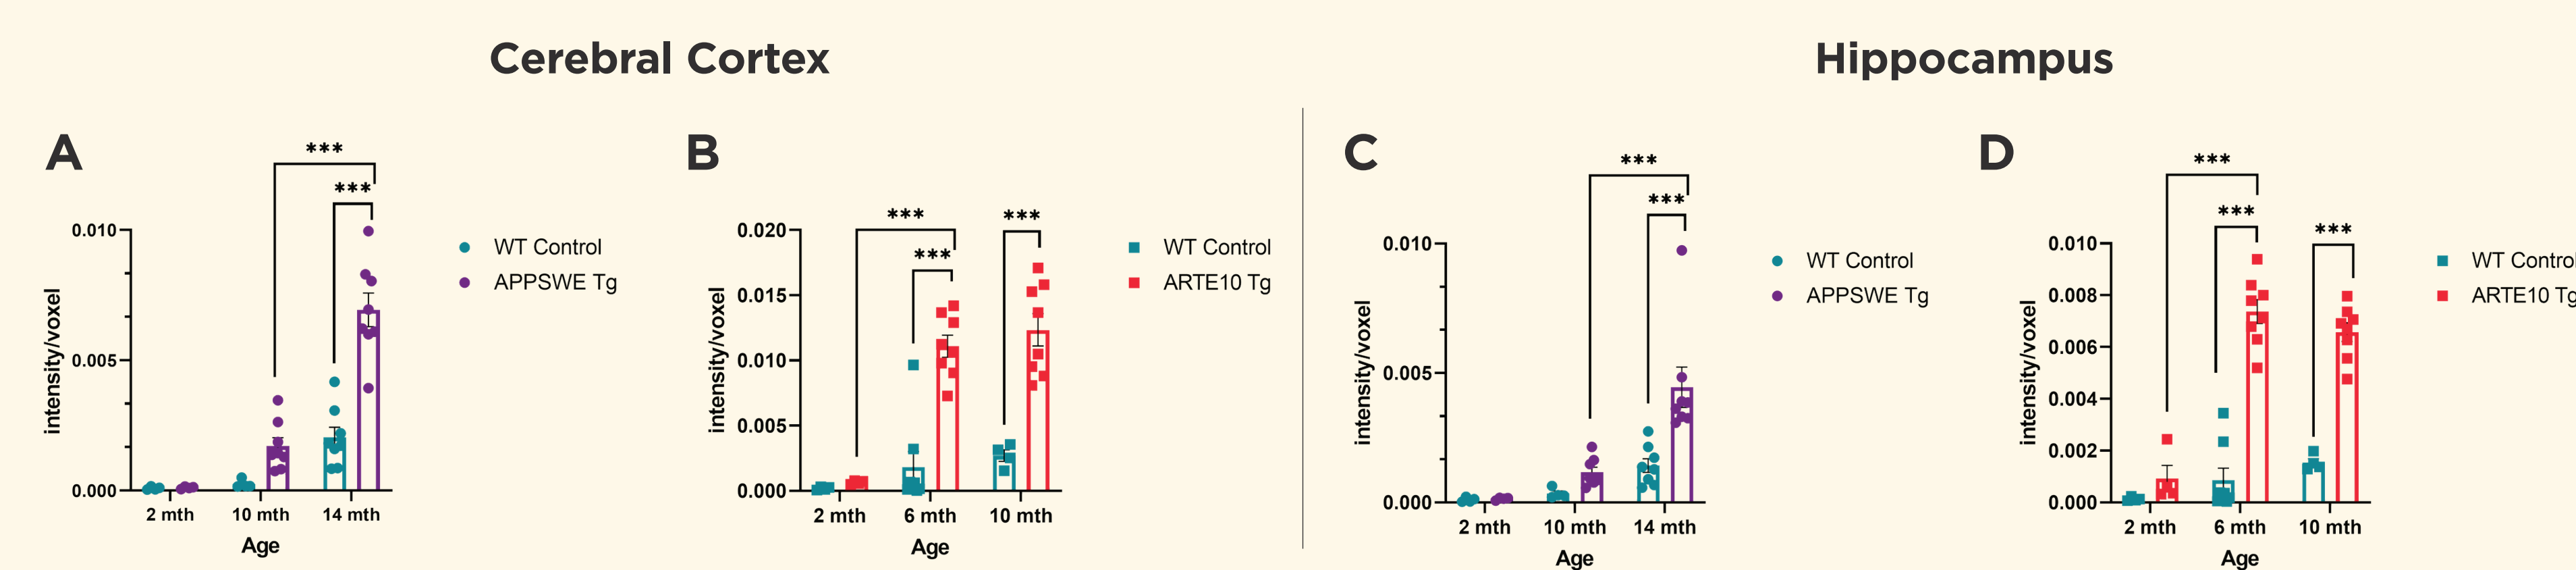 Cerebral Cortex
Hippocampus
A
***
***
intensity/voxel
0.010
0.005
0.000
2 mth 10 mth 14 mth
Age
WT Control
APPSWE Tg
B
***
***
***
intensity/voxel
0.020
0.015
0.010
0.005
0.000
2 mth 6 mth 10 mth
Age
WT Control
ARTE10 Tg
C
***
***
intensity/voxel
0.010
0.005
0.000
2 mth 10 mth 14 mth
Age
WT Control
APPSWE Tg
D
***
***
***
intensity/voxel
0.010
0.008
0.006
0.004
0.002
0.000
2 mth 6 mth 10 mth
Age
WT Control
ARTE10 Tg